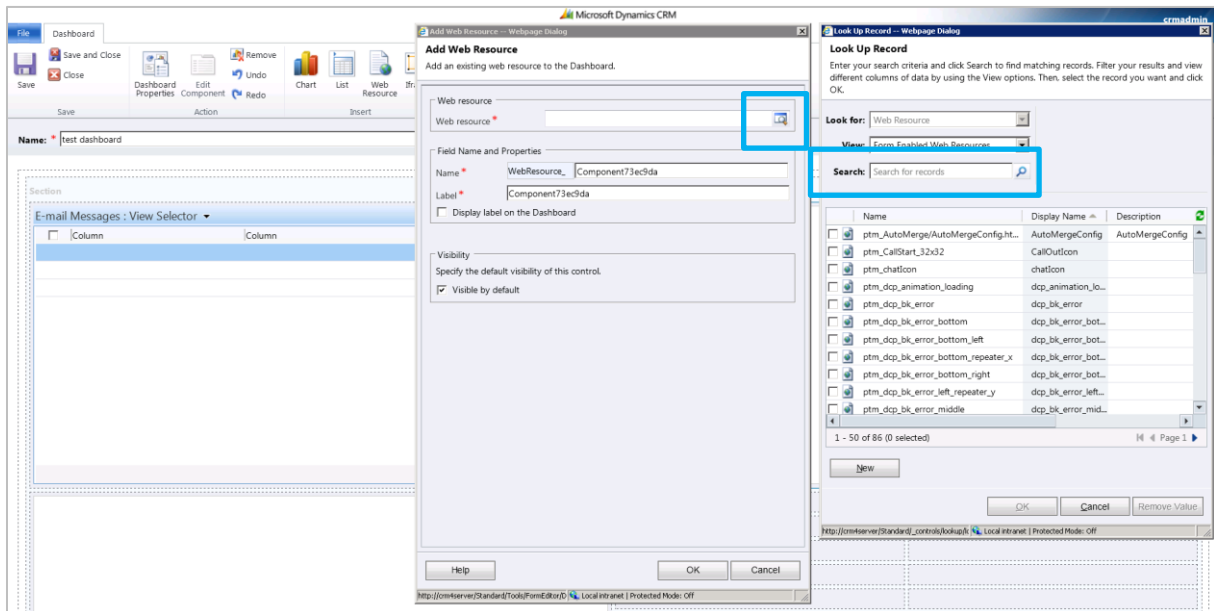 Microsoft Dynamics CRM
crmadmin
File
Dashboard
Save
Save and Close
Close
Dashboard Properties
Edit Component
Remove
Undo
Redo
Chart
List
Web Resource
Save
Action
Insert
Name: * test dashboard
Section
E-mail Messages : View Selector
Column
Column
Add Web Resource -- Webpage Dialog
Add Web Resource
Add an existing web resource to the Dashboard.
Web resource
Web resource *
Field Name and Properties
Name * WebResource_ Component73ec9da
Label * Component73ec9da
Display label on the Dashboard
Visibility
Specify the default visibility of this control.
Visible by default
Help
OK
Cancel
http://crm4server/Standard/Tools/FormEditor/D Local intranet | Protected Mode: Off
Look Up Record -- Webpage Dialog
Look Up Record
Enter your search criteria and click Search to find matching records. Filter your results and view
different columns of data by using the View options. Then, select the record you want and click
OK.
Look for: Web Resource
View: Form Enabled Web Resources
Search: Search for records
Name Display Name Description
ptm_AutoMerge/AutoMergeConfig.ht... AutoMergeConfig AutoMergeConfig
ptm_CallStart_32x32 CallOutIcon
ptm_chatIcon chatIcon
ptm_dcp_animation_loading dcp_animation_lo...
ptm_dcp_bk_error dcp_bk_error
ptm_dcp_bk_error_bottom dcp_bk_error_bot...
ptm_dcp_bk_error_bottom_left dcp_bk_error_bot...
ptm_dcp_bk_error_bottom_repeater_x dcp_bk_error_bot...
ptm_dcp_bk_error_bottom_right dcp_bk_error_bot...
ptm_dcp_bk_error_left_repeater_y dcp_bk_error_left...
ptm_dcp_bk_error_middle dcp_bk_error_mid...
1 - 50 of 86 (0 selected)
Page 1
New
OK
Cancel
Remove Value
http://crm4server/Standard/_controls/lookup/l Local intranet | Protected Mode: Off